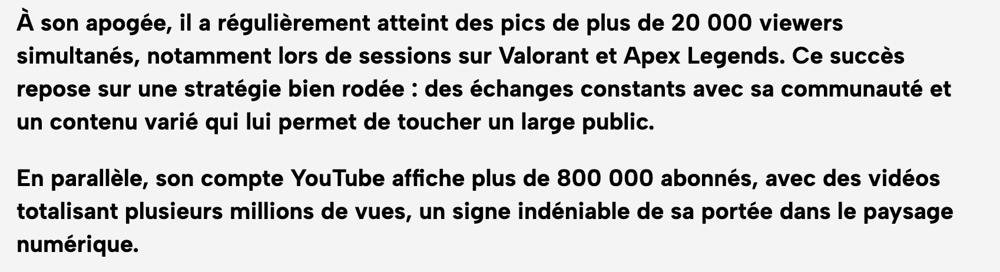 À son apogée, il a régulièrement atteint des pics de plus de 20 000 viewers
simultanés, notamment lors de sessions sur Valorant et Apex Legends. Ce succès
repose sur une stratégie bien rodée : des échanges constants avec sa communauté et
un contenu varié qui lui permet de toucher un large public.
En parallèle, son compte YouTube affiche plus de 800 000 abonnés, avec des vidéos
totalisant plusieurs millions de vues, un signe indéniable de sa portée dans le paysage
numérique.